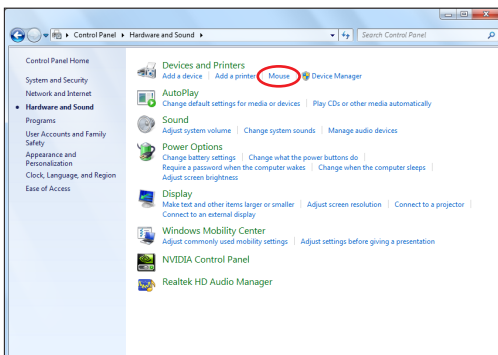 Control Panel Hardware and Sound
Search Control Panel
Control Panel Home
System and Security
Network and Internet
Hardware and Sound
Programs
User Accounts and Family
Safety
Appearance and
Personalization
Clock, Language, and Region
Ease of Access
Devices and Printers
Add a device Add a printer Mouse Device Manager
AutoPlay
Change default settings for media or devices Play CDs or other media automatically
Sound
Adjust system volume Change system sounds Manage audio devices
Power Options
Change battery settings Change what the power buttons do
Require a password when the computer wakes Change when the computer sleeps
Adjust screen brightness
Display
Make text and other items larger or smaller Adjust screen resolution Connect to a projector
Connect to an external display
Windows Mobility Center
Adjust commonly used mobility settings Adjust settings before giving a presentation
NVIDIA Control Panel
Realtek HD Audio Manager